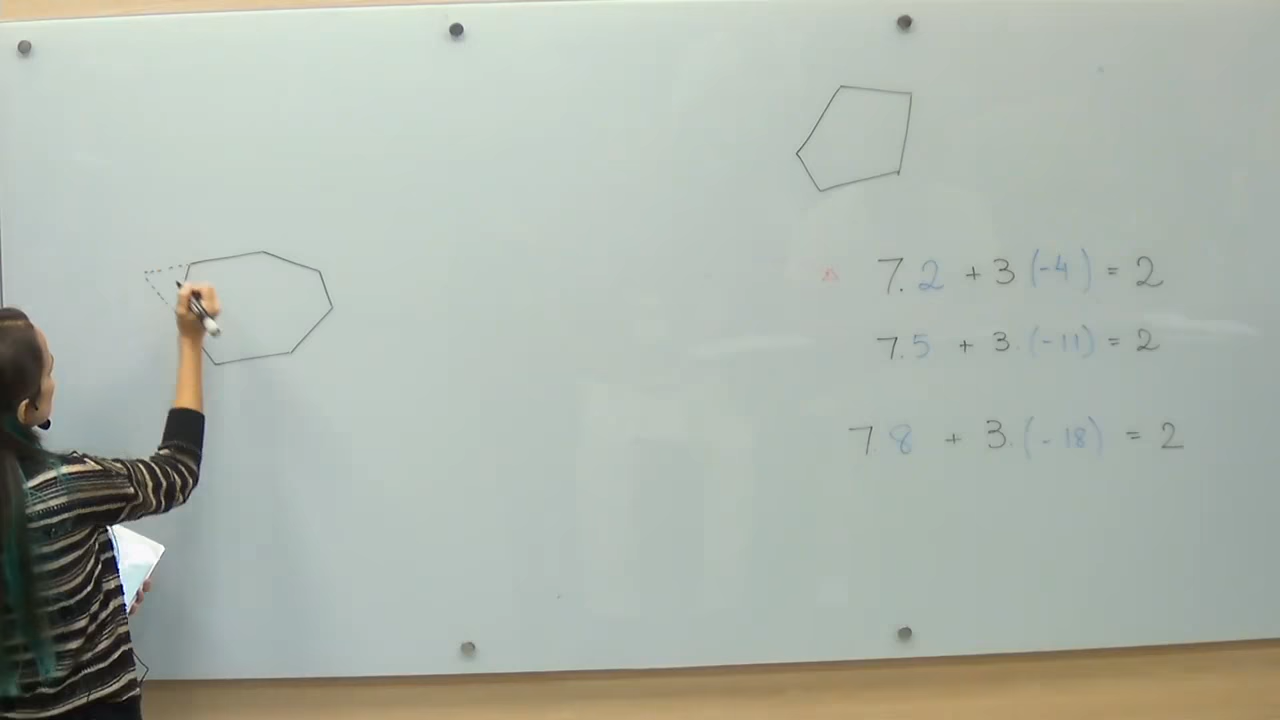 7. 2 + 3 (-4) = 2
7. 5 + 3. (-11) = 2
7. 8 + 3. (-18) = 2